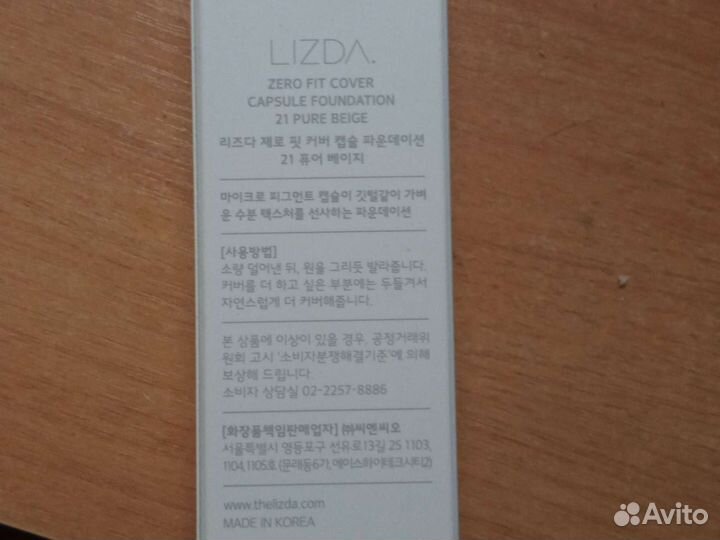 LIZDA.
ZERO FIT COVER
CAPSULE FOUNDATION
21 PURE BEIGE
리즈다 제로 핏 커버 캡슐 파운데이션
21 퓨어 베이지
마이크로 피그먼트 캡슐이 깃털같이 가벼
운 수분 텍스처를 선사하는 파운데이션
[사용방법]
소량 덜어낸 뒤, 원을 그리듯 발라줍니다.
커버를 더 하고 싶은 부분에는 두들겨서
자연스럽게 더 커버해줍니다.
본 상품에 이상이 있을 경우, 공정거래위
원회 고시 '소비자분쟁해결기준'에 의해
보상해 드립니다.
소비자 상담실 02-2257-8886
[화장품책임판매업자] ㈜씨엔씨오
서울특별시 영등포구 선유로13길 25 1103,
1104, 1105호 (문래동6가, 에이스하이테크시티2)
www.thelizda.com
MADE IN KOREA
Avito